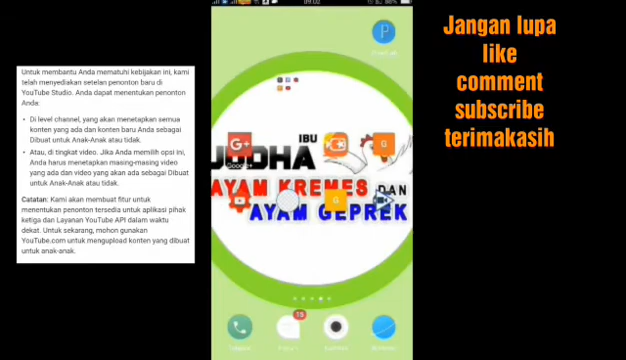 Untuk membantu Anda mematuhi kebijakan ini, kami
telah menyediakan setelan penonton baru di
YouTube Studio. Anda dapat menentukan penonton
Anda:
• Di level channel, yang akan menetapkan semua
konten yang ada dan konten baru Anda sebagai
Dibuat untuk Anak-Anak atau tidak.
• Atau, di tingkat video. Jika Anda memilih opsi ini,
Anda harus menetapkan masing-masing video
yang ada dan video yang akan ada sebagai Dibuat
untuk Anak-Anak atau tidak.
Catatan: Kami akan membuat fitur untuk
menentukan penonton tersedia untuk aplikasi pihak
ketiga dan Layanan YouTube API dalam waktu
dekat. Untuk sekarang, mohon gunakan
YouTube.com untuk mengupload konten yang dibuat
untuk anak-anak.
09.02
G+
Google+
G
IBU
JUDHA
AYAM KREMES DAN
AYAM GEPREK
G
15
Jangan lupa
like
comment
subscribe
terimakasih